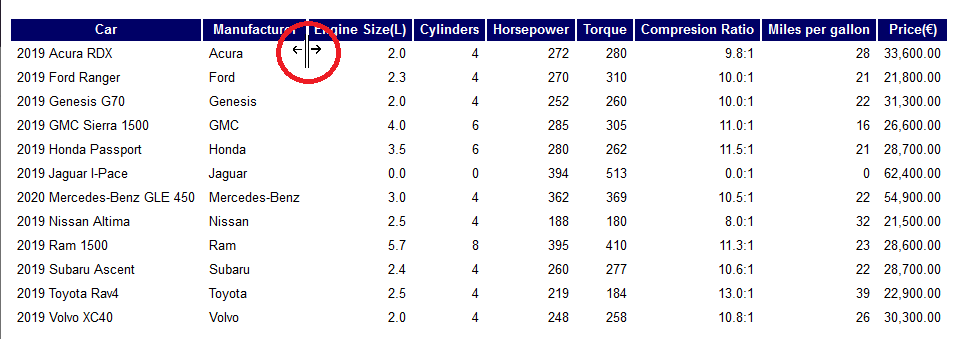 Car Manufacturer Engine Size(L) Cylinders Horsepower Torque Compresion Ratio Miles per gallon Price(€)
2019 Acura RDX Acura 2.0 4 272 280 9.8:1 28 33,600.00
2019 Ford Ranger Ford 2.3 4 270 310 10.0:1 21 21,800.00
2019 Genesis G70 Genesis 2.0 4 252 260 10.0:1 22 31,300.00
2019 GMC Sierra 1500 GMC 4.0 6 285 305 11.0:1 16 26,600.00
2019 Honda Passport Honda 3.5 6 280 262 11.5:1 21 28,700.00
2019 Jaguar I-Pace Jaguar 0.0 0 394 513 0.0:1 0 62,400.00
2020 Mercedes-Benz GLE 450 Mercedes-Benz 3.0 4 362 369 10.5:1 22 54,900.00
2019 Nissan Altima Nissan 2.5 4 188 180 8.0:1 32 21,500.00
2019 Ram 1500 Ram 5.7 8 395 410 11.3:1 23 28,600.00
2019 Subaru Ascent Subaru 2.4 4 260 277 10.6:1 22 28,700.00
2019 Toyota Rav4 Toyota 2.5 4 219 184 13.0:1 39 22,900.00
2019 Volvo XC40 Volvo 2.0 4 248 258 10.8:1 26 30,300.00